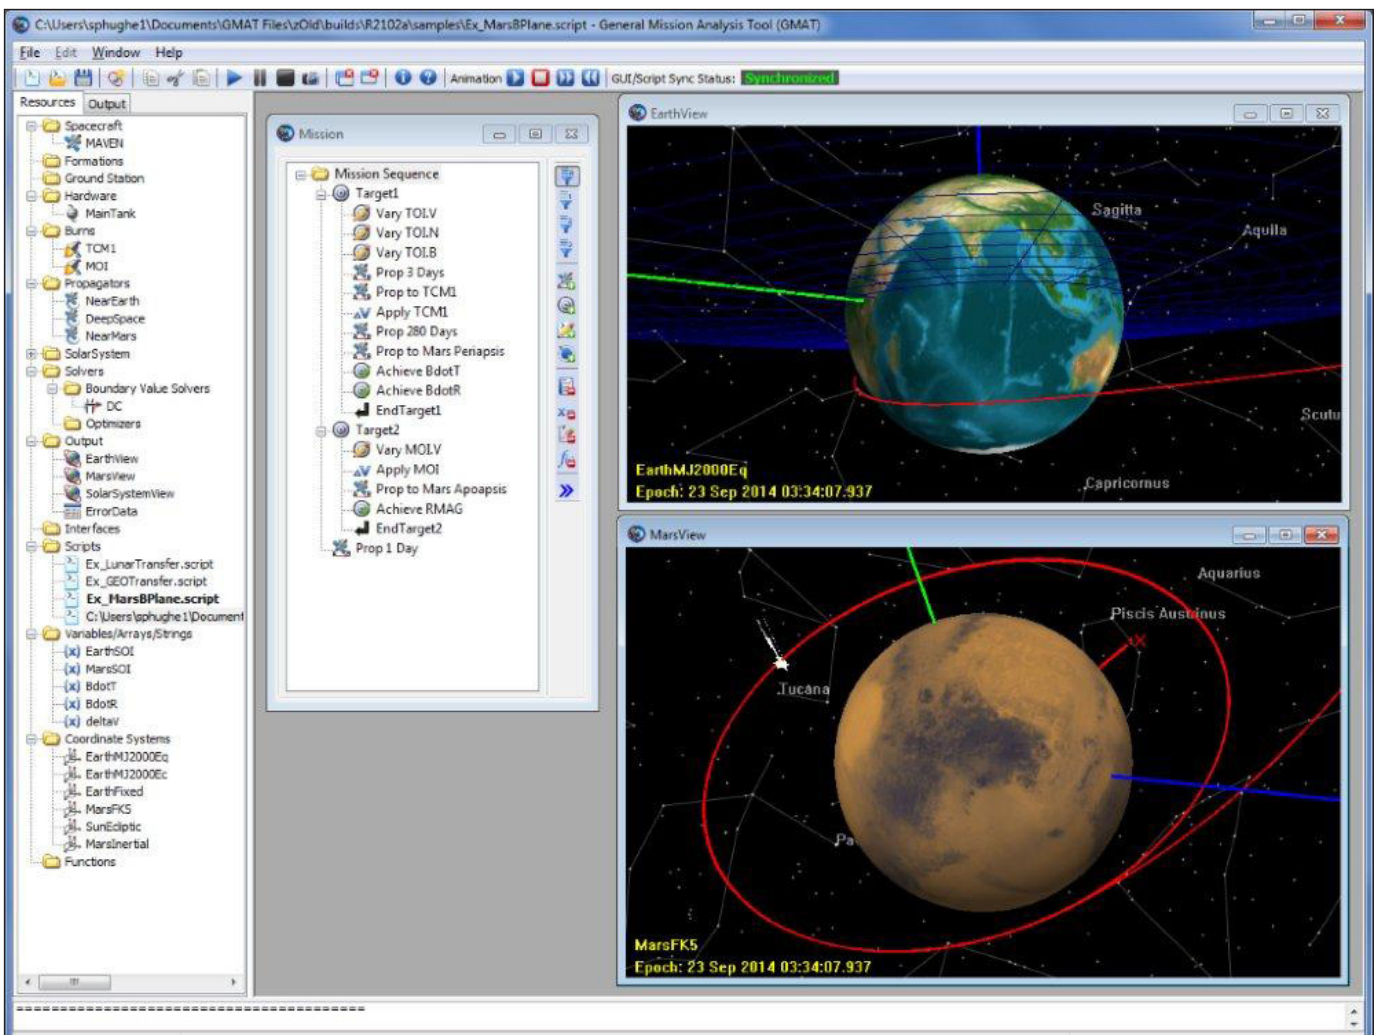 C:\Users\sphughe1\Documents\GMAT Files\zOld\builds\R2102a\samples\Ex_MarsBPlane.script - General Mission Analysis Tool (GMAT)
File Edit Window Help
Animation GUI/Script Sync Status: Synchronized
Resources Output
Spacecraft
MAVEN
Formations
Ground Station
Hardware
MainTank
Burns
TCM1
MOI
Propagators
NearEarth
DeepSpace
NearMars
SolarSystem
Solvers
Boundary Value Solvers
DC
Optimizers
Output
EarthView
MarsView
SolarSystemView
ErrorData
Interfaces
Scripts
Ex_LunarTransfer.script
Ex_GEOTransfer.script
Ex_MarsBPlane.script
C:\Users\sphughe1\Document
Variables/Arrays/Strings
EarthSOI
MarsSOI
BdotT
BdotR
deltaV
Coordinate Systems
EarthMJ2000Eq
EarthMJ2000Ec
EarthFixed
MarsFK5
SunEcliptic
MarsInertial
Functions
Mission
Mission Sequence
Target1
Vary TOI.V
Vary TOI.N
Vary TOI.B
Prop 3 Days
Prop to TCM1
Apply TCM1
Prop 280 Days
Prop to Mars Periapsis
Achieve BdotT
Achieve BdotR
EndTarget1
Target2
Vary MOI.V
Apply MOI
Prop to Mars Apoapsis
Achieve RMAG
EndTarget2
Prop 1 Day
EarthView
Sagitta
Aquila
Scutu
Capricornus
EarthMJ2000Eq
Epoch: 23 Sep 2014 03:34:07.937
MarsView
Aquarius
Piscis Austrinus
X
Tucana
Pa
MarsFK5
Epoch: 23 Sep 2014 03:34:07.937
========================================